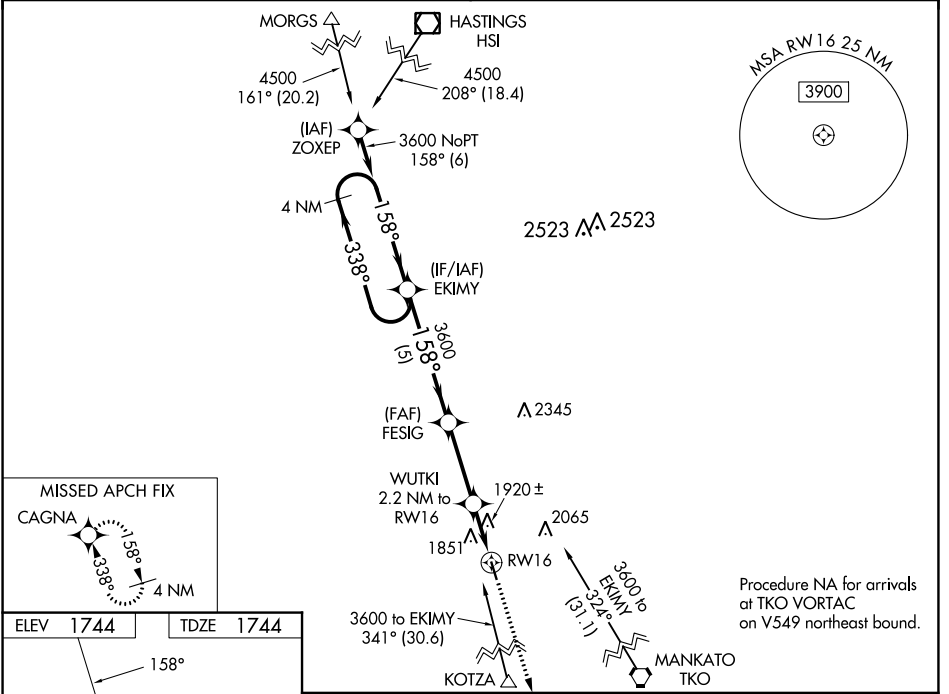 MORGS
HASTINGS
HSI
4500
161° (20.2)
4500
208° (18.4)
MSA RW16 25 NM
3900
(IAF)
ZOXEP
3600 NoPT
158° (6)
4 NM
158°
338°
2523
2523
(IF/IAF)
EKIMY
3600
158°
(5)
(FAF)
FESIG
2345
WUTKI
2.2 NM to
RW16
1920 ±
1851
2065
RW16
MISSED APCH FIX
CAGNA
158°
338°
4 NM
3600 to
EKIMY
324°
(31.1)
Procedure NA for arrivals
at TKO VORTAC
on V549 northeast bound.
3600 to EKIMY
341° (30.6)
KOTZA
MANKATO
TKO
ELEV 1744
TDZE 1744
158°